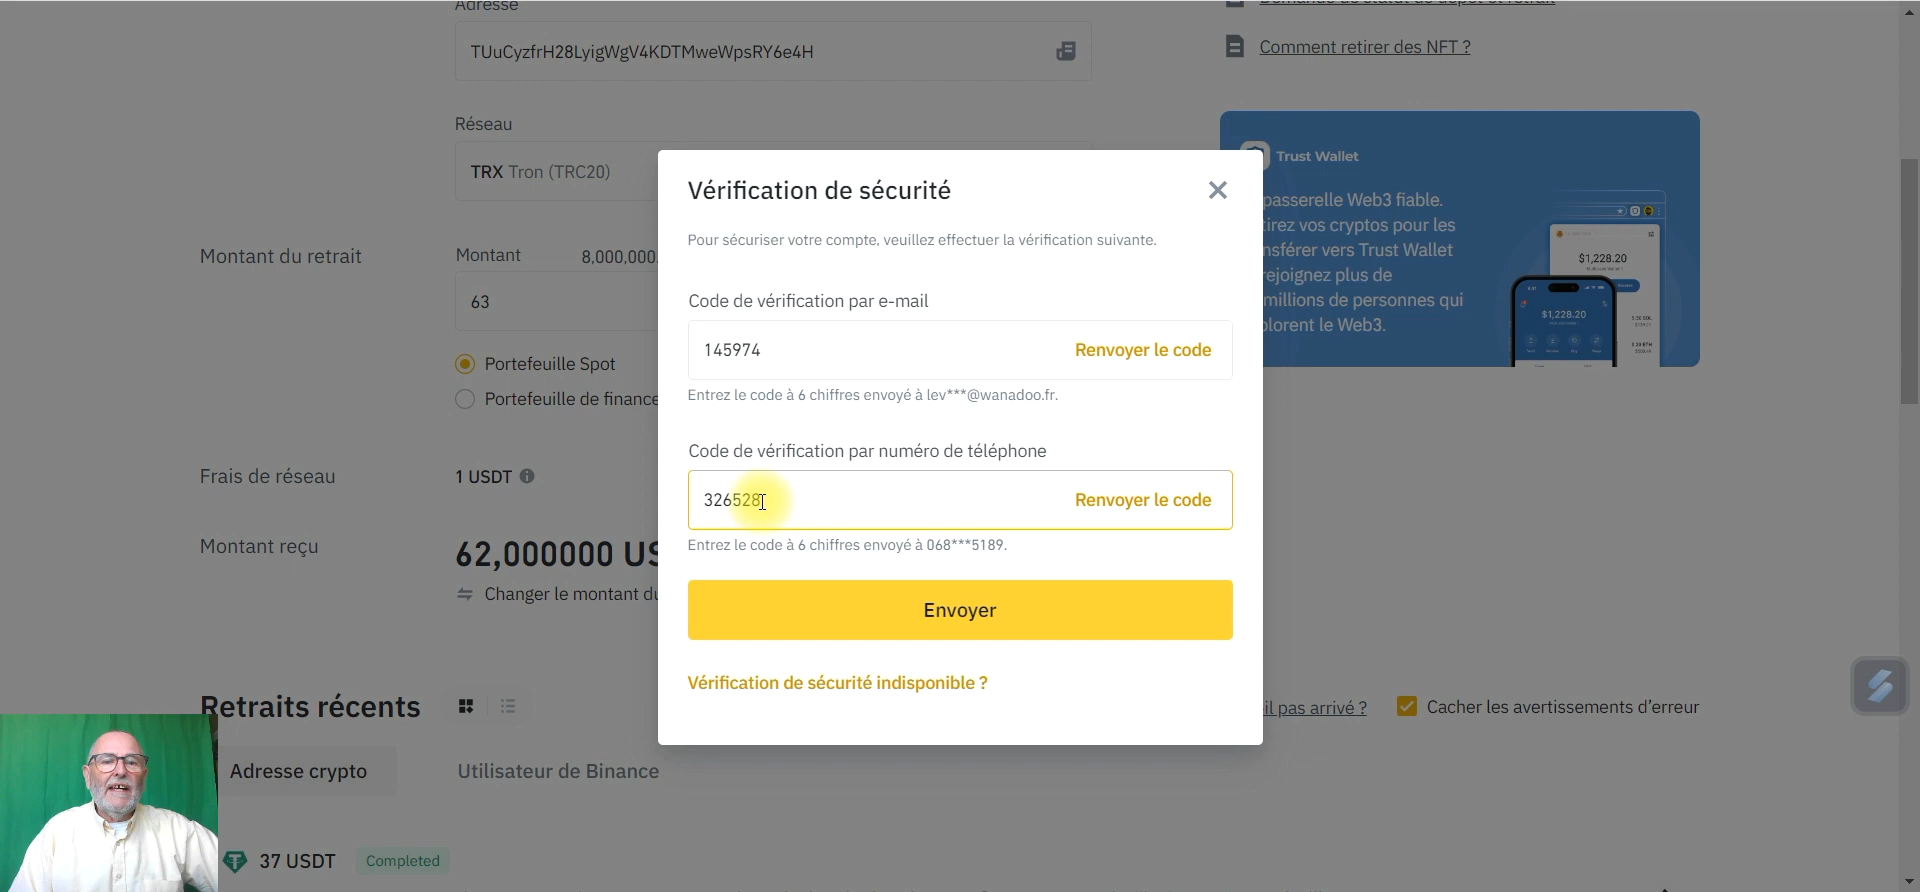 Adresse
TUuCyzfrH28LyigWgV4KDTMweWpsRY6e4H
Comment retirer des NFT ?
Réseau
TRX Tron (TRC20)
Trust Wallet
passerelle Web3 fiable.
irez vos cryptos pour les
nsférer vers Trust Wallet
rejoignez plus de
millions de personnes qui
plorent le Web3.
$1,228.20
$1,228.20
Vérification de sécurité
Pour sécuriser votre compte, veuillez effectuer la vérification suivante.
Montant du retrait
Montant 8,000,000.
63
Code de vérification par e-mail
145974 Renvoyer le code
Entrez le code à 6 chiffres envoyé à lev***@wanadoo.fr.
Portefeuille Spot
Portefeuille de finance
Code de vérification par numéro de téléphone
326528 Renvoyer le code
Entrez le code à 6 chiffres envoyé à 068***5189.
Frais de réseau
1 USDT
Montant reçu
62,000000 US
Changer le montant du
Envoyer
Vérification de sécurité indisponible ?
Retraits récents
il pas arrivé ?
Cacher les avertissements d’erreur
Adresse crypto
Utilisateur de Binance
37 USDT
Completed